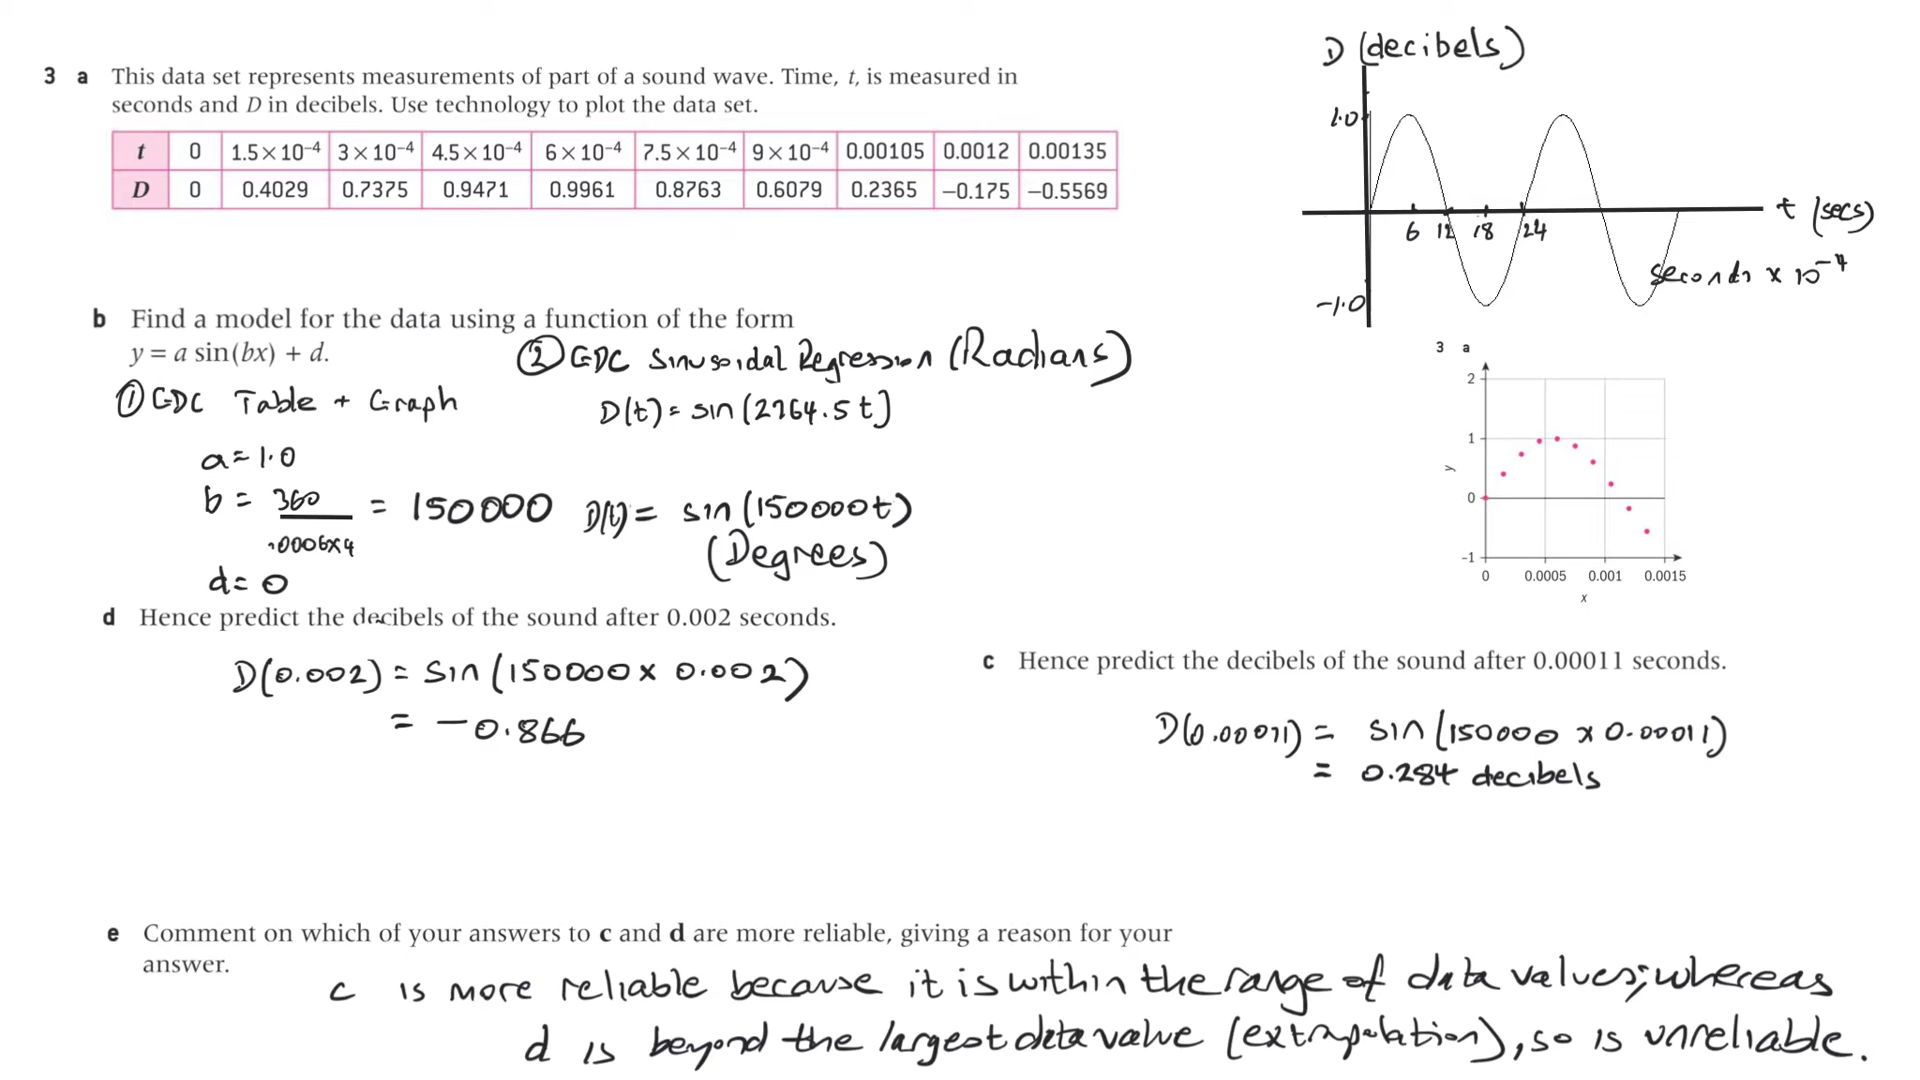 3 a This data set represents measurements of part of a sound wave. Time, t, is measured in
seconds and D in decibels. Use technology to plot the data set.
t 0 1.5×10⁻⁴ 3×10⁻⁴ 4.5×10⁻⁴ 6×10⁻⁴ 7.5×10⁻⁴ 9×10⁻⁴ 0.00105 0.0012 0.00135
D 0 0.4029 0.7375 0.9471 0.9961 0.8763 0.6079 0.2365 −0.175 −0.5569
D (decibels)
1.0
6 12 18 24
t (secs)
seconds × 10⁻⁴
-1.0
b Find a model for the data using a function of the form
y = a sin(bx) + d.
① GDC Table + Graph
a = 1.0
b = 360
.0006×4
= 150000
D(t) = sin(150000t)
(Degrees)
d = 0
② GDC Sinusoidal Regression (Radians)
D(t) = sin(2764.5t)
3 a
2
1
0
-1
y
0 0.0005 0.001 0.0015
x
d Hence predict the decibels of the sound after 0.002 seconds.
D(0.002) = sin(150000 × 0.002)
= -0.866
c Hence predict the decibels of the sound after 0.00011 seconds.
D(0.00011) = sin(150000 × 0.00011)
= 0.284 decibels
e Comment on which of your answers to c and d are more reliable, giving a reason for your
answer.
c is more reliable because it is within the range of data values; whereas
d is beyond the largest data value (extrapolation), so is unreliable.